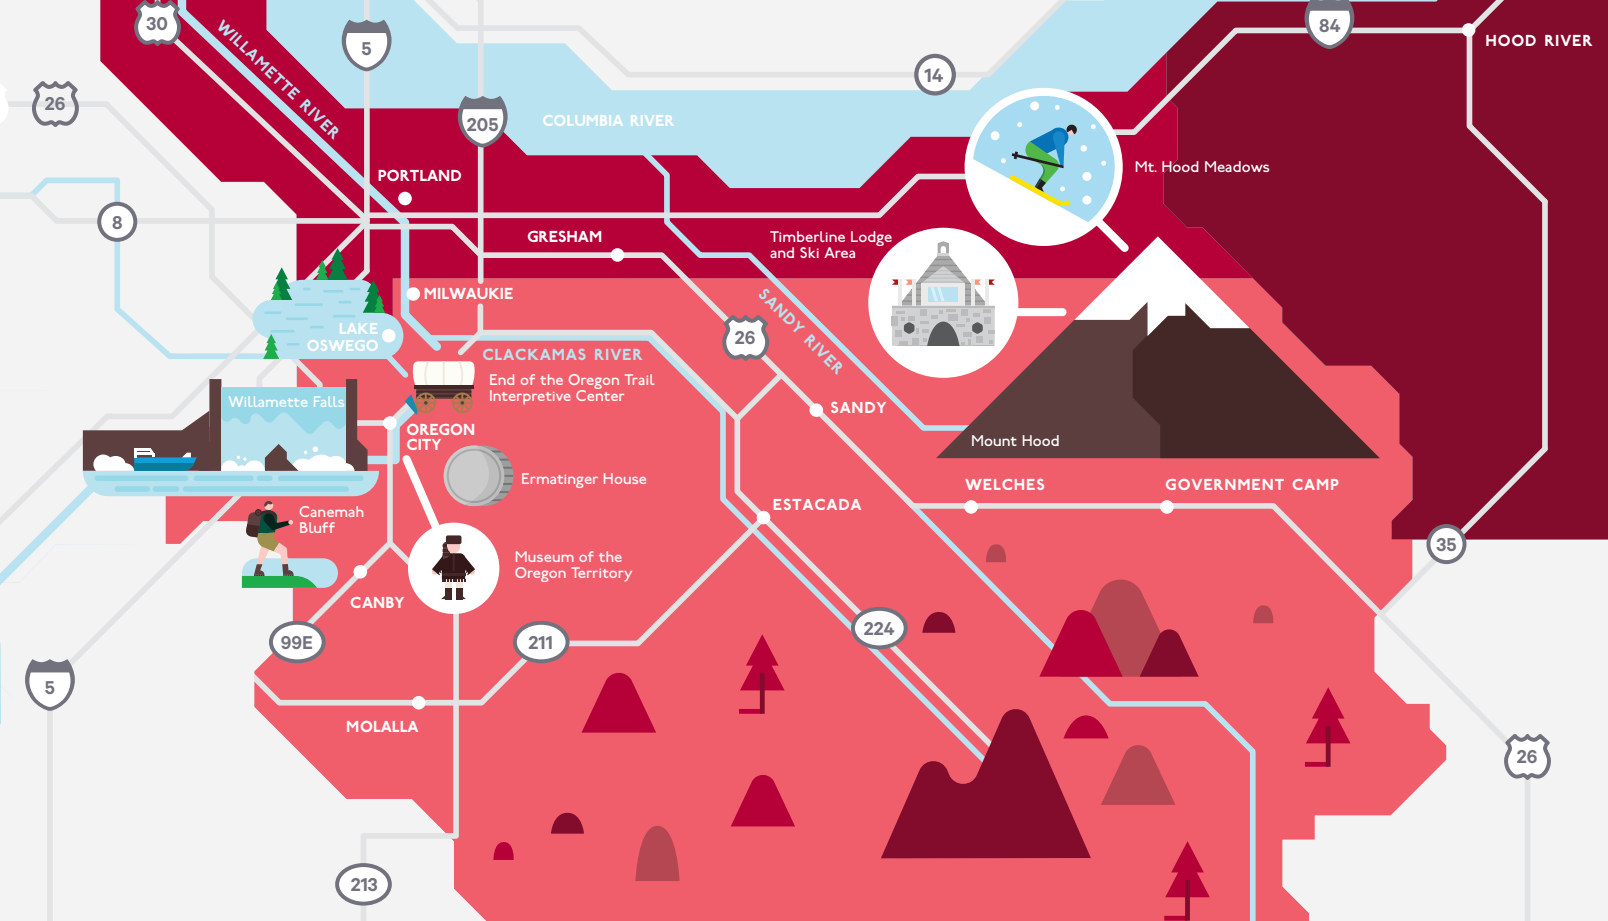 30
WILLAMETTE RIVER
5
84
HOOD RIVER
14
26
205
COLUMBIA RIVER
PORTLAND
Mt. Hood Meadows
8
GRESHAM
Timberline Lodge
and Ski Area
MILWAUKIE
SANDY RIVER
LAKE
OSWEGO
26
CLACKAMAS RIVER
End of the Oregon Trail
Interpretive Center
Willamette Falls
SANDY
OREGON
CITY
Mount Hood
Ermatinger House
WELCHES
GOVERNMENT CAMP
ESTACADA
Canemah
Bluff
35
Museum of the
Oregon Territory
CANBY
99E
211
224
5
MOLALLA
26
213